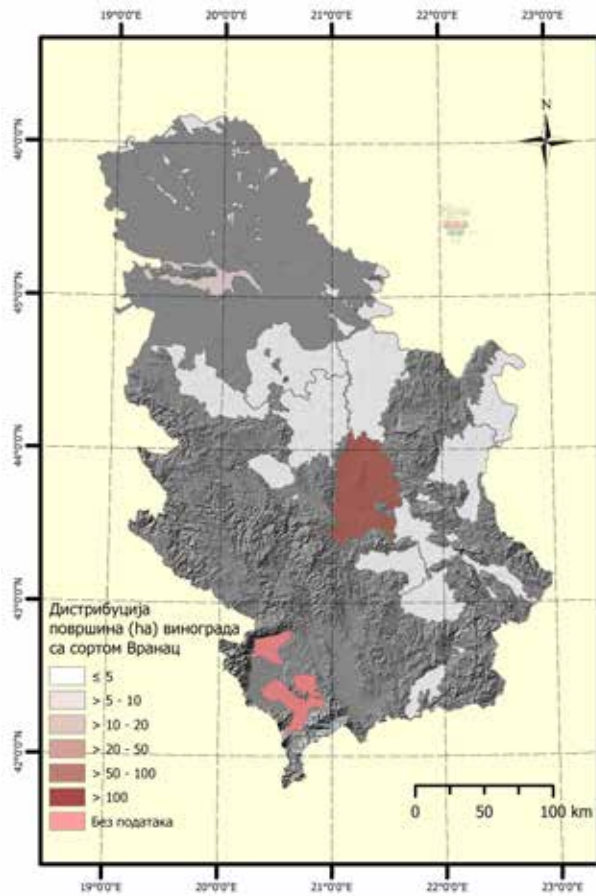 19°0'0"E 20°0'0"E 21°0'0"E 22°0'0"E 23°0'0"E
N
46°0'0"N
45°0'0"N
44°0'0"N
43°0'0"N
42°0'0"N
Дистрибуција
површина (ha) винограда
са сортом Вранац
≤ 5
> 5 - 10
> 10 - 20
> 20 - 50
> 50 - 100
> 100
Без података
0 50 100 km
19°0'0"E 20°0'0"E 21°0'0"E 22°0'0"E 23°0'0"E